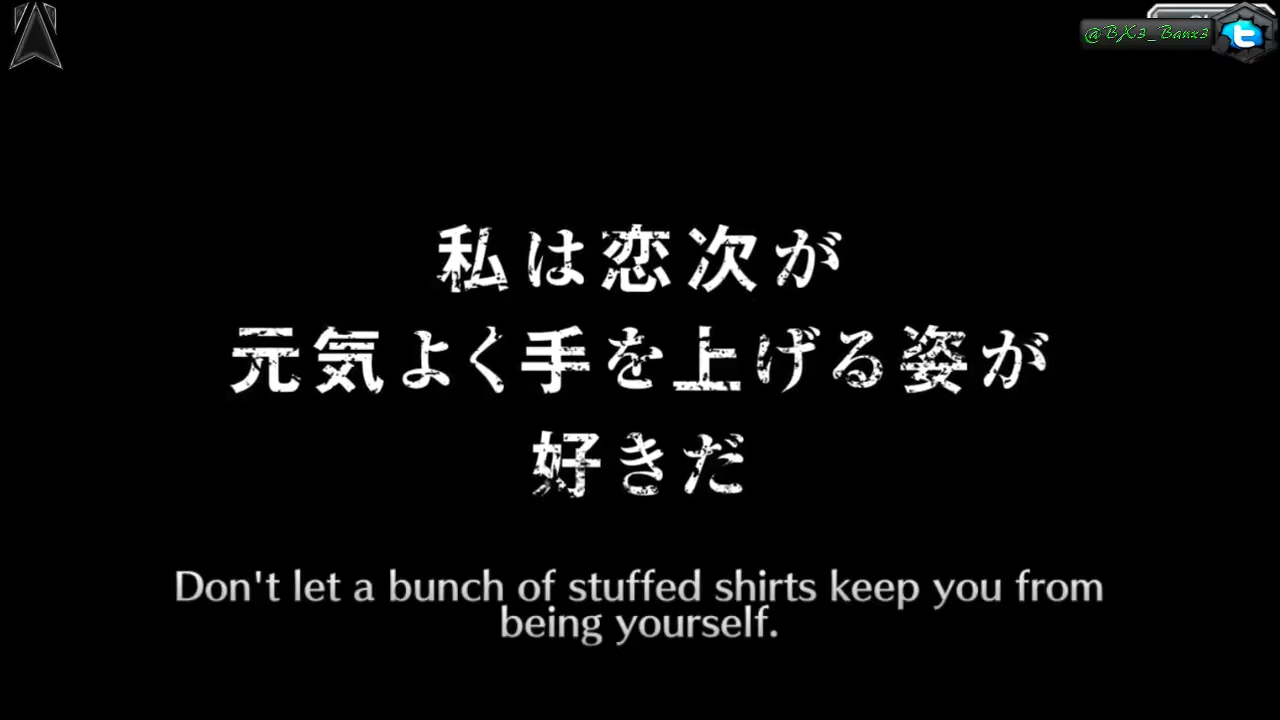 @BX3_Banx3
私は恋次が
元気よく手を上げる姿が
好きだ
Don't let a bunch of stuffed shirts keep you from
being yourself.